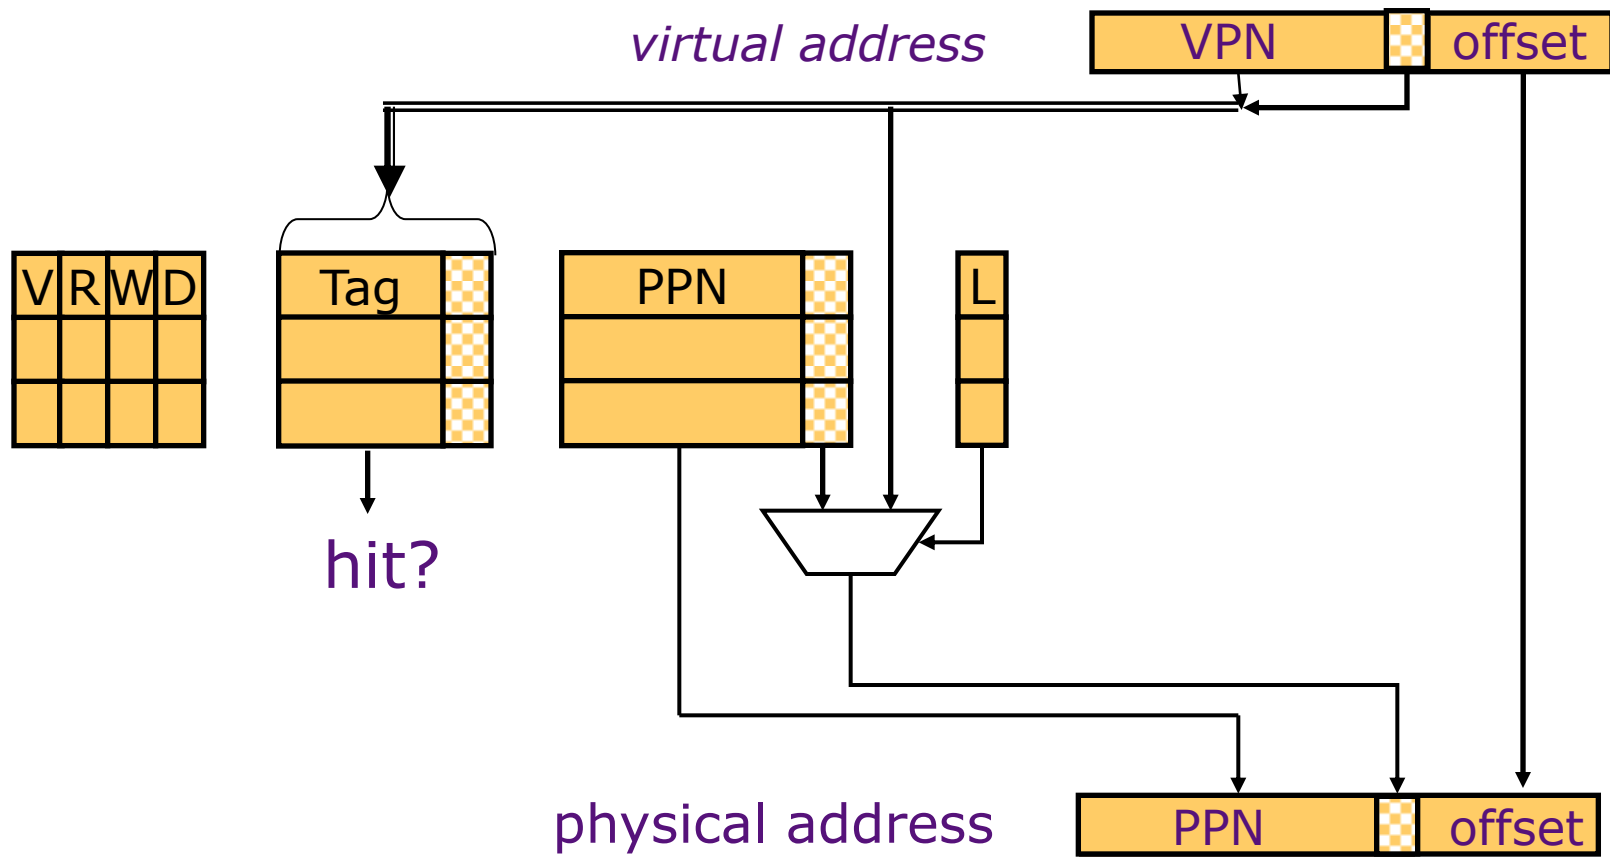 virtual address VPN offset
V R W D Tag PPN L
hit?
physical address PPN offset